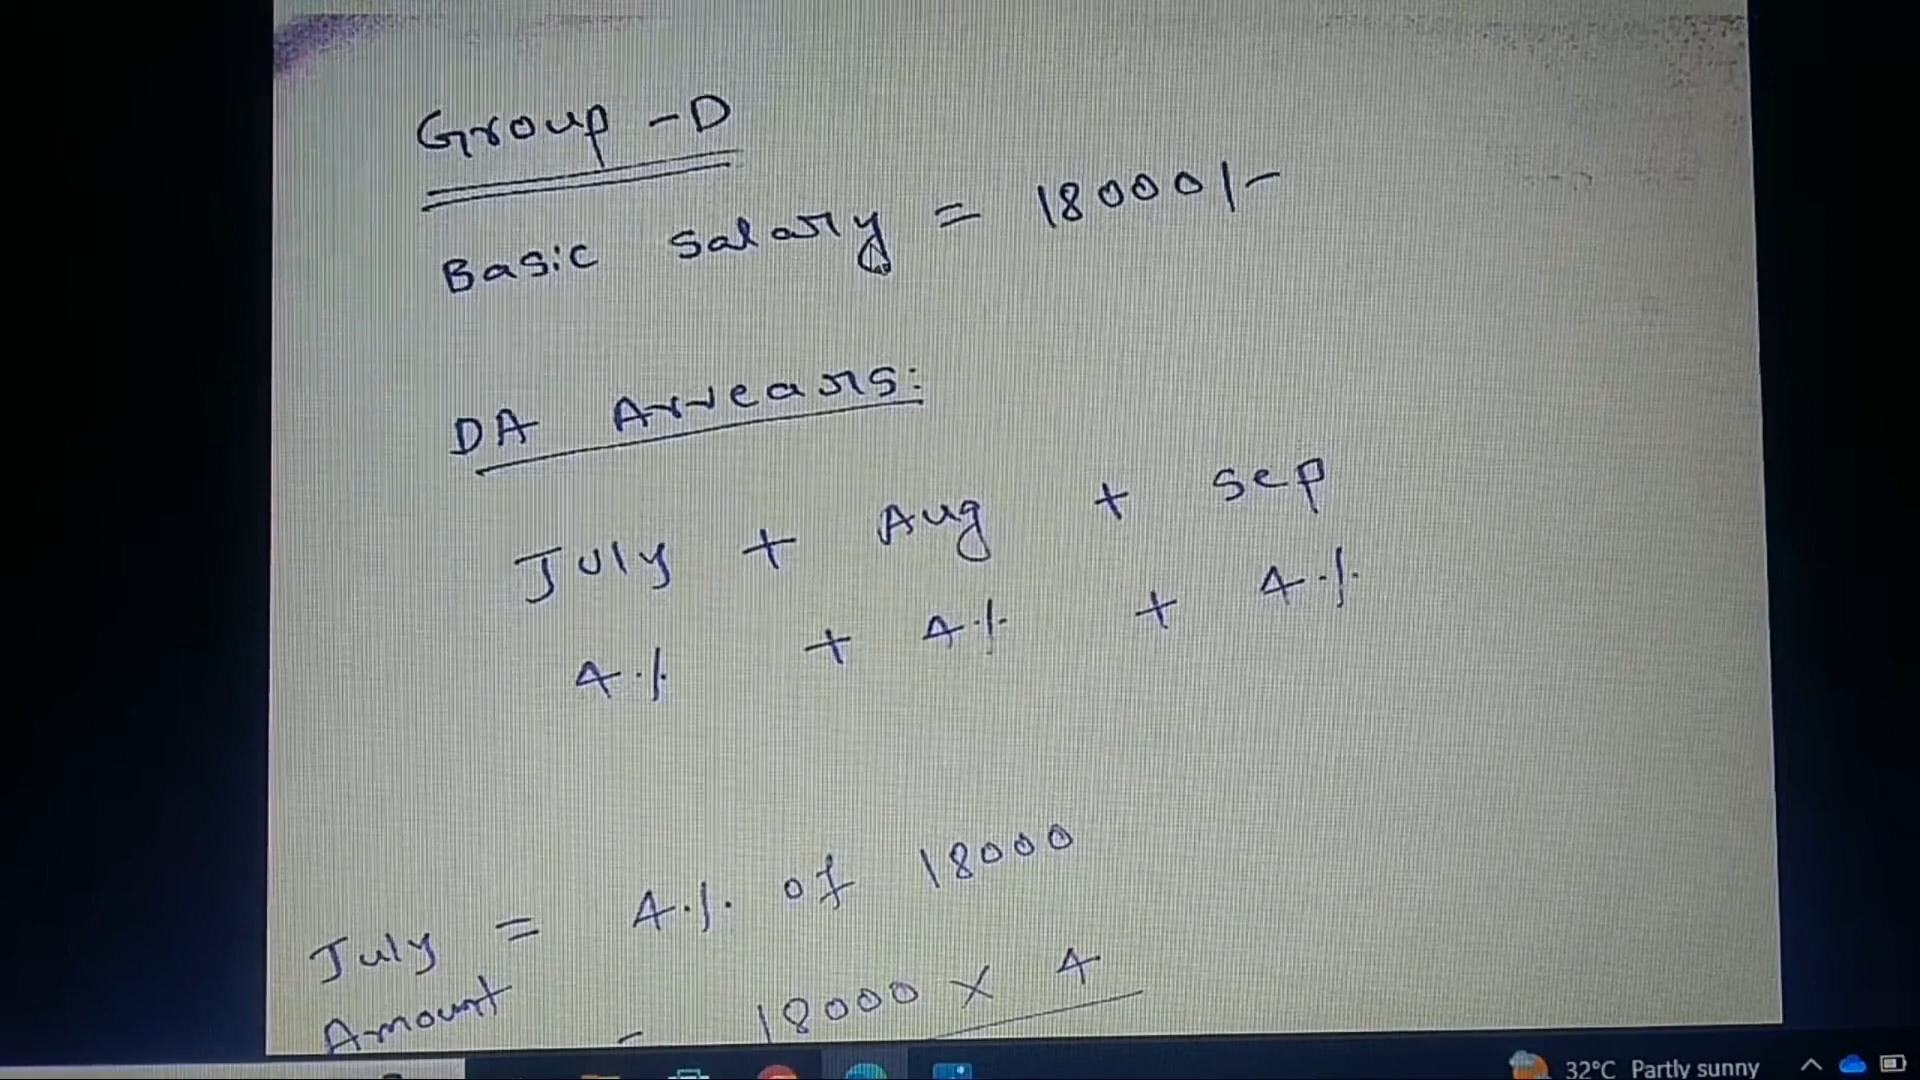 Group -D
Basic salary = 18000/-
DA Arrears:
July + Aug + sep
4% + 4% + 4%
July = 4% of 18000
Amount
= 18000 × 4
32°C Partly sunny